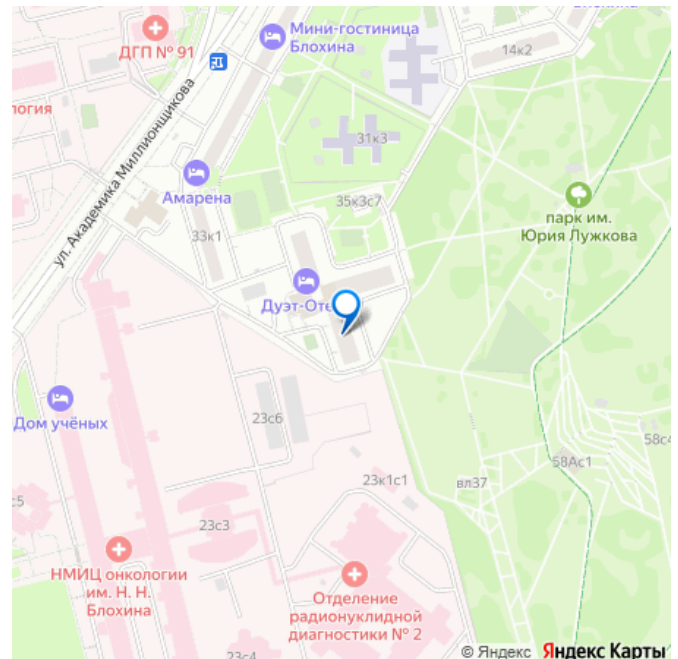 ДГП № 91
Мини-гостиница
Блохина
14к2
ул. Академика Миллионщикова
31к3
Амарена
35к3с7
33к1
парк им.
Юрия Лужкова
Дуэт-Оте
Дом учёных
23с6
58с4
58Ас1
23к1с1
вл37
с5
23с3
НМИЦ онкологии
им. Н. Н.
Блохина
Отделение
радионуклидной
диагностики № 2
23с4
© Яндекс Яндекс Карты